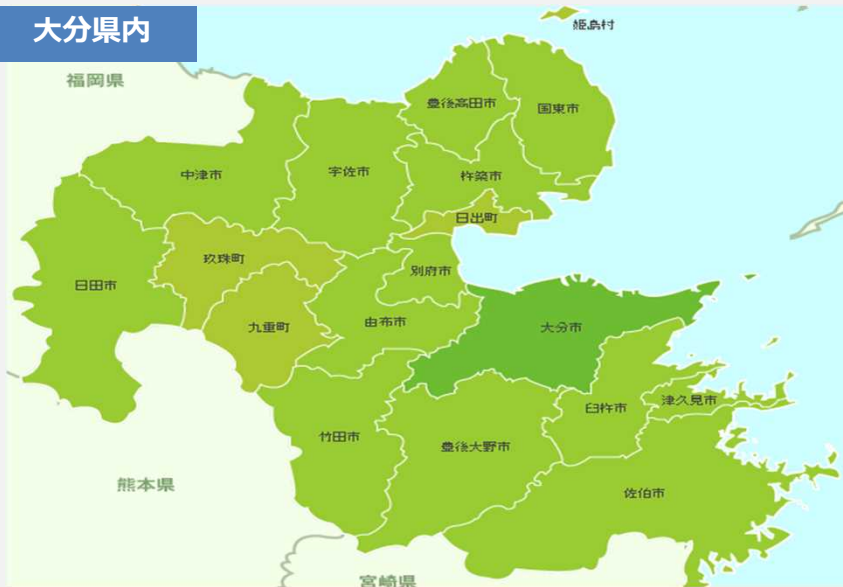 大分県内
姫島村
福岡県
豊後高田市
国東市
中津市
宇佐市
杵築市
日出町
玖珠町
別府市
日田市
九重町
由布市
大分市
臼杵市
津久見市
竹田市
豊後大野市
熊本県
佐伯市
宮崎県